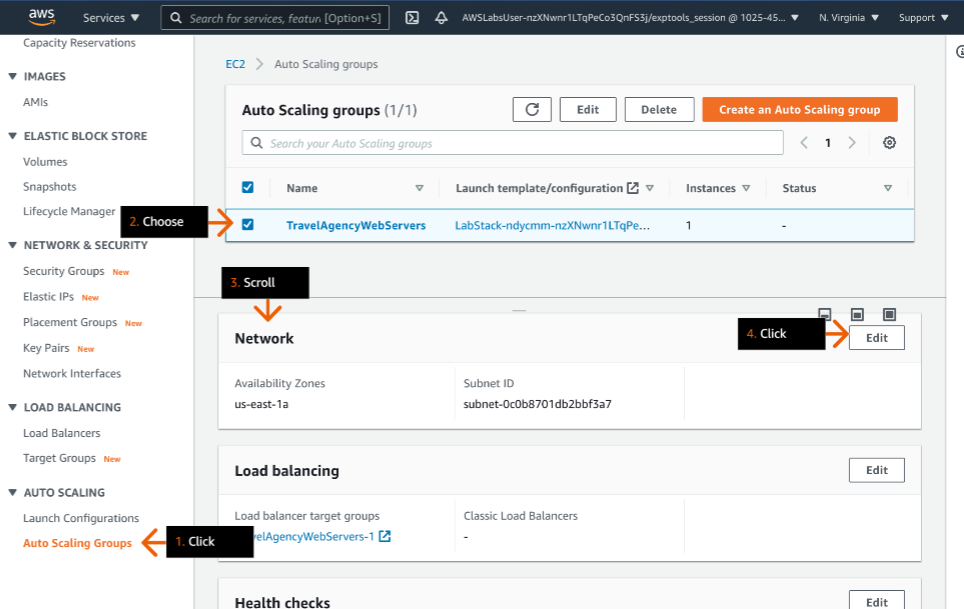 aws
Services ▼
Search for services, featur [Option+S]
AWSLabsUser-nzXNwnr1LTqPeCo3QnFS3j/exptools_session @ 1025-45... ▼
N. Virginia ▼
Support ▼
Capacity Reservations
▼ IMAGES
AMIs
▼ ELASTIC BLOCK STORE
Volumes
Snapshots
Lifecycle Manager
▼ NETWORK & SECURITY
Security Groups New
Elastic IPs New
Placement Groups New
Key Pairs New
Network Interfaces
▼ LOAD BALANCING
Load Balancers
Target Groups New
▼ AUTO SCALING
Launch Configurations
Auto Scaling Groups
1. Click
EC2 > Auto Scaling groups
Auto Scaling groups (1/1)
Edit
Delete
Create an Auto Scaling group
Search your Auto Scaling groups
< 1 >
Name
Launch template/configuration
Instances
Status
2. Choose
TravelAgencyWebServers
LabStack-ndycmm-nzXNwnr1LTqPe...
1
-
3. Scroll
Network
4. Click
Edit
Availability Zones
us-east-1a
Subnet ID
subnet-0c0b8701db2bbf3a7
Load balancing
Edit
Load balancer target groups
velAgencyWebServers-1
Classic Load Balancers
-
Health checks
Edit